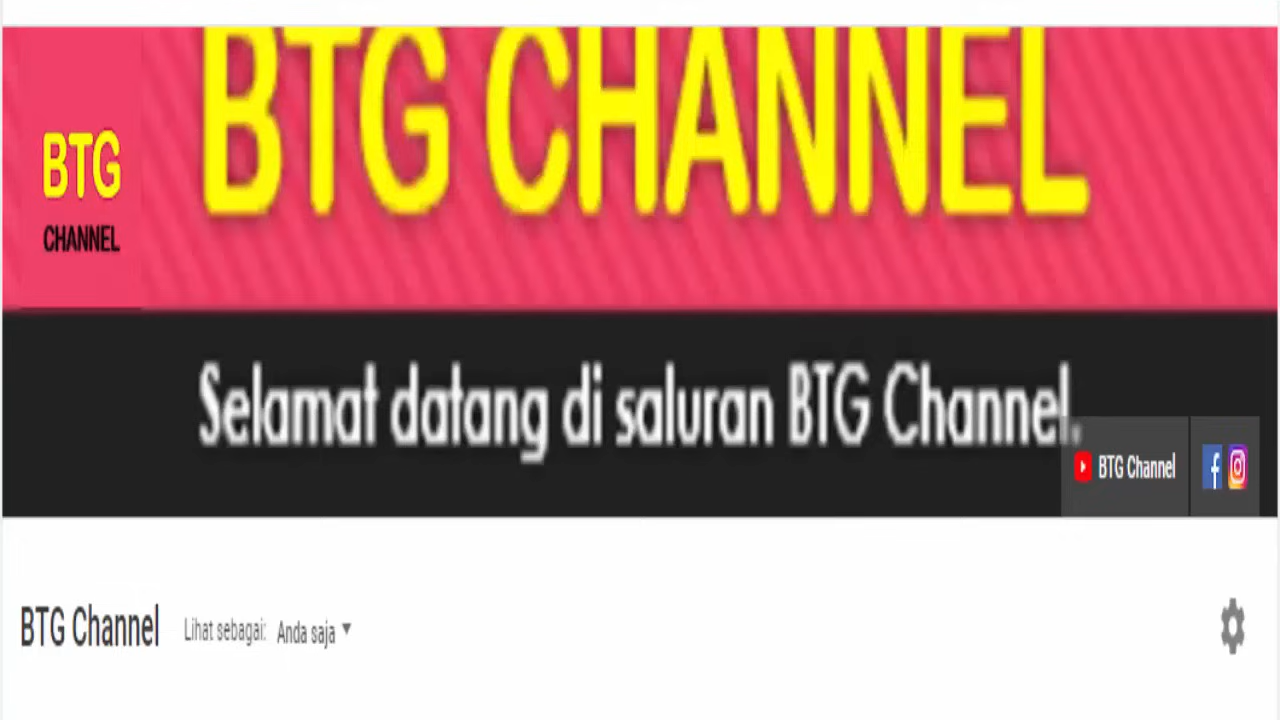 BTG CHANNEL
BTG
CHANNEL
Selamat datang di saluran BTG Channel.
BTG Channel
BTG Channel Lihat sebagai: Anda saja